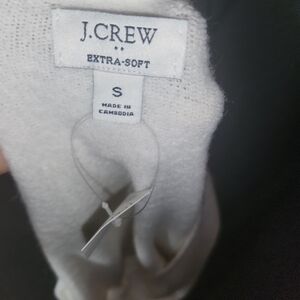 J.CREW
EXTRA-SOFT
S
MADE IN
CAMBODIA